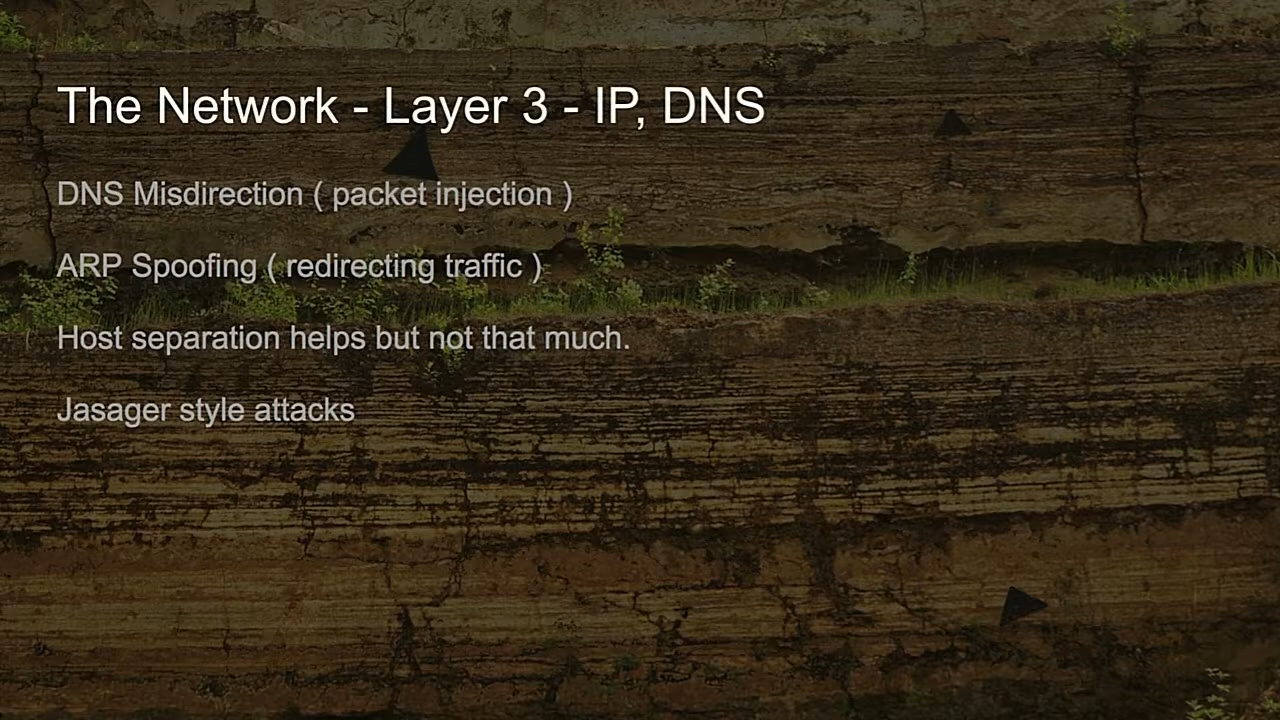 The Network - Layer 3 - IP, DNS
DNS Misdirection ( packet injection )
ARP Spoofing ( redirecting traffic )
Host separation helps but not that much.
Jasager style attacks